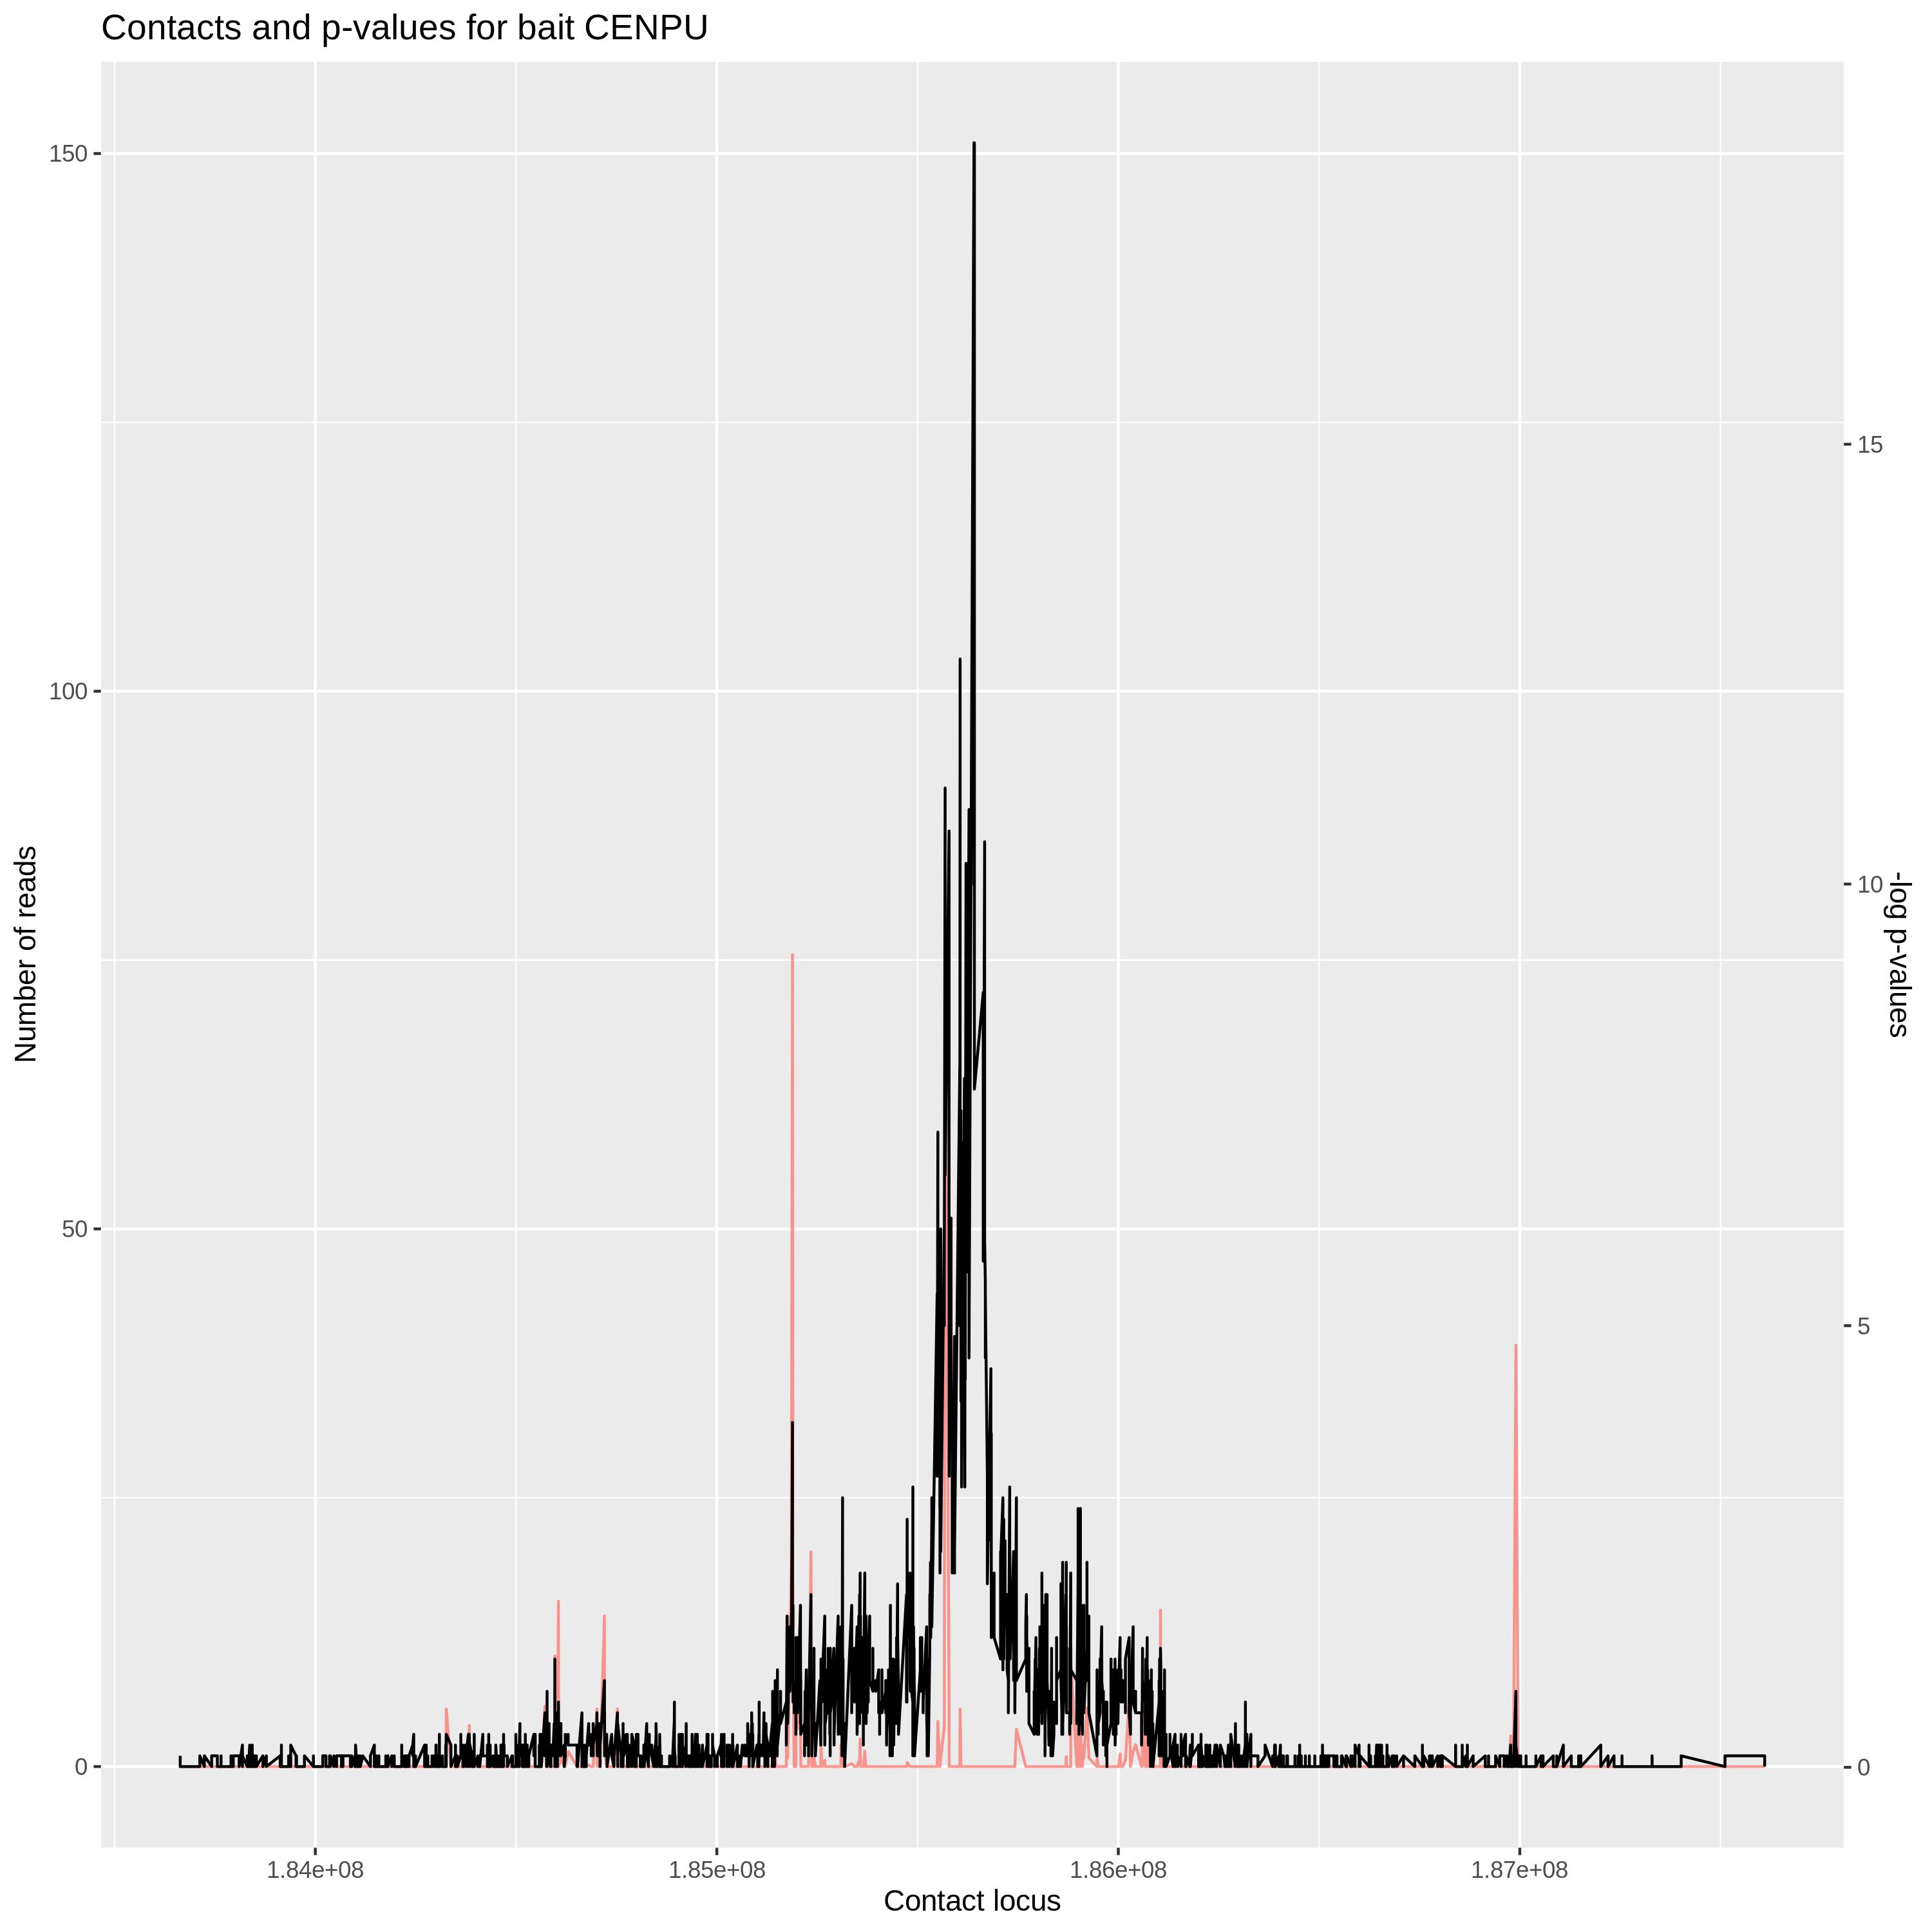 Contacts and p-values for bait CENPU
150
100
50
0
Number of reads
15
10
5
0
-log p-values
1.84e+08
1.85e+08
1.86e+08
1.87e+08
Contact locus